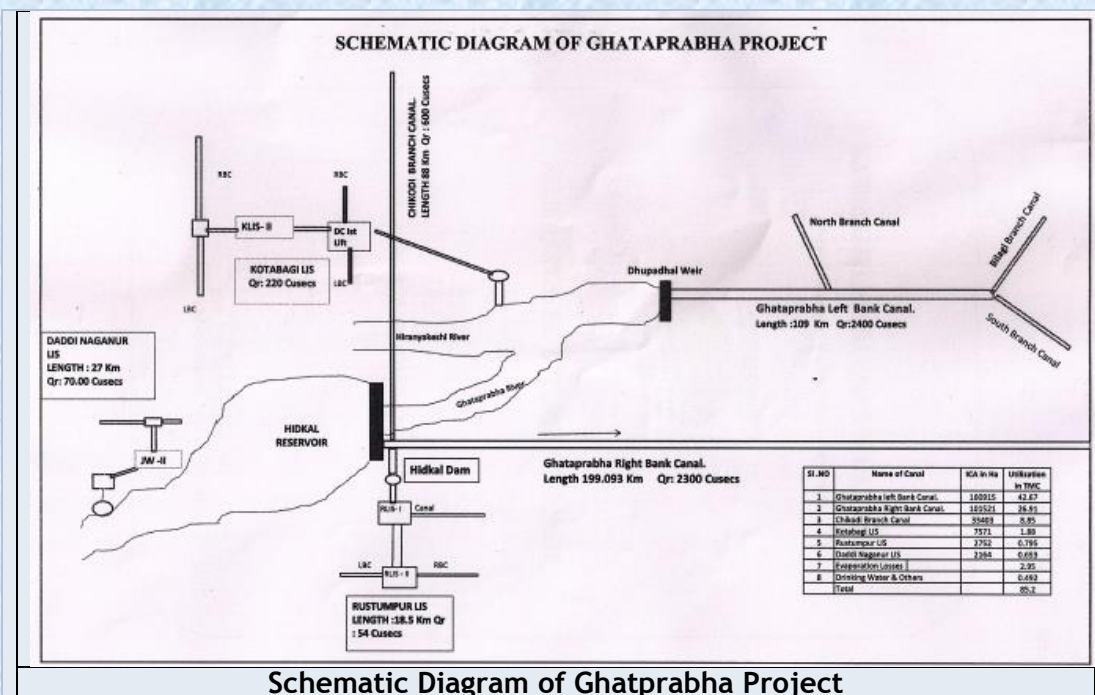 SCHEMATIC DIAGRAM OF GHATAPRABHA PROJECT
CHIKODI BRANCH CANAL.
LENGTH 88 Km Qr : 600 Cusecs
RBC
RBC
KLIS- II
DC Ist
Lift
KOTABAGI LIS
Qr: 220 Cusecs
LBC
LBC
North Branch Canal
Bilagi Branch Canal
South Branch Canal
Dhupadhal Weir
Ghataprabha Left Bank Canal.
Length :109 Km Qr:2400 Cusecs
Hiranyakeshi River
Ghataprabha River
DADDI NAGANUR
LIS
LENGTH : 27 Km
Qr: 70.00 Cusecs
JW -II
HIDKAL
RESERVOIR
Hidkal Dam
Ghataprabha Right Bank Canal.
Length 199.093 Km Qr: 2300 Cusecs
RLIS- I
Canal
LBC
RLIS - II
RBC
RUSTUMPUR LIS
LENGTH :18.5 Km Qr
: 54 Cusecs
Sl.NO Name of Canal ICA in Ha Utilization in TMC
1 Ghataprabha left Bank Canal. 160915 42.67
2 Ghataprabha Right Bank Canal. 101521 26.91
3 Chikodi Branch Canal 33403 8.85
4 Kotabagi LIS 7571 1.88
5 Rustumpur LIS 2752 0.795
6 Daddi Naganur LIS 2164 0.653
7 Evaporation Losses 2.95
8 Drinking Water & Others 0.492
Total 85.2
Schematic Diagram of Ghatprabha Project